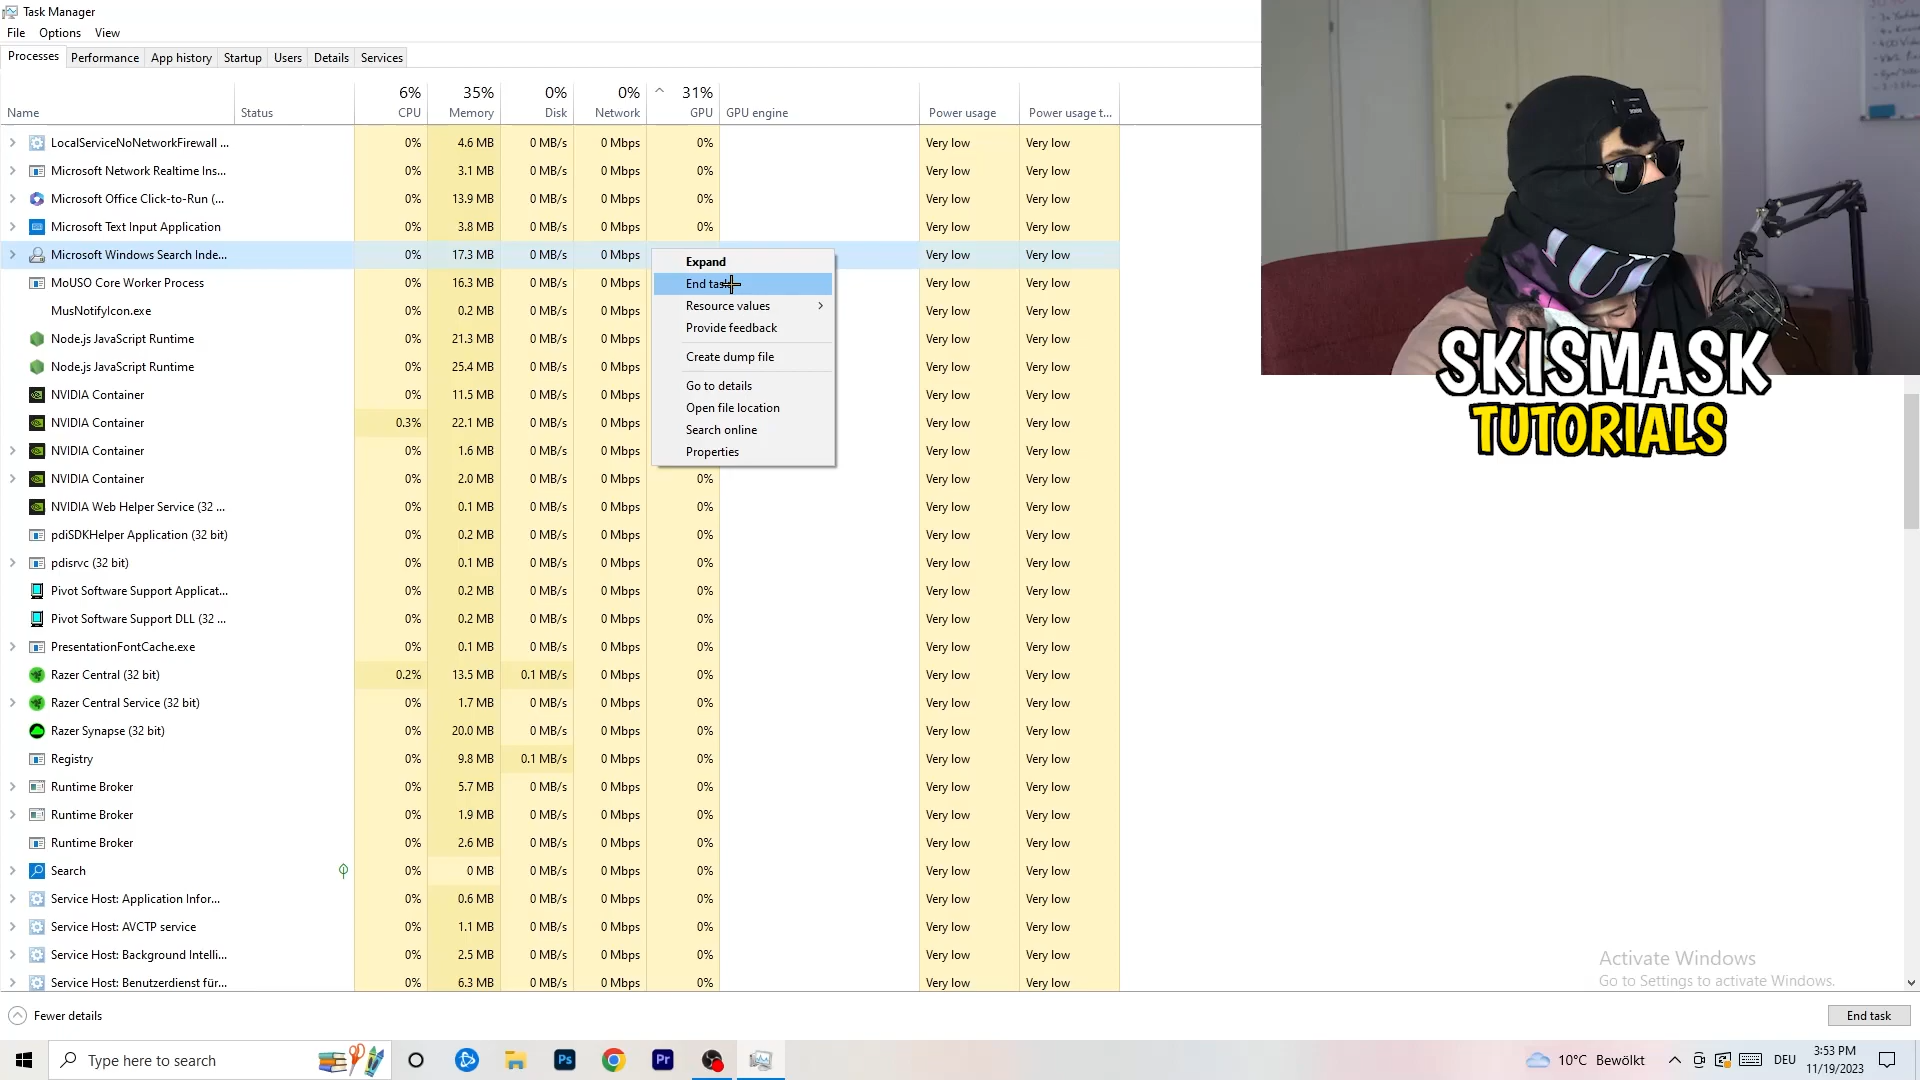 Task Manager
File Options View
Processes Performance App history Startup Users Details Services
6% 35% 0% 0% 31%
Name Status CPU Memory Disk Network GPU GPU engine Power usage Power usage t...
LocalServiceNoNetworkFirewall ... 0% 4.6 MB 0 MB/s 0 Mbps 0% Very low Very low
Microsoft Network Realtime Ins... 0% 3.1 MB 0 MB/s 0 Mbps 0% Very low Very low
Microsoft Office Click-to-Run (... 0% 13.9 MB 0 MB/s 0 Mbps 0% Very low Very low
Microsoft Text Input Application 0% 3.8 MB 0 MB/s 0 Mbps 0% Very low Very low
Microsoft Windows Search Inde... 0% 17.3 MB 0 MB/s 0 Mbps Very low Very low
MoUSO Core Worker Process 0% 16.3 MB 0 MB/s 0 Mbps Very low Very low
MusNotifyIcon.exe 0% 0.2 MB 0 MB/s 0 Mbps Very low Very low
Node.js JavaScript Runtime 0% 21.3 MB 0 MB/s 0 Mbps Very low Very low
Node.js JavaScript Runtime 0% 25.4 MB 0 MB/s 0 Mbps Very low Very low
NVIDIA Container 0% 11.5 MB 0 MB/s 0 Mbps Very low Very low
NVIDIA Container 0.3% 22.1 MB 0 MB/s 0 Mbps Very low Very low
NVIDIA Container 0% 1.6 MB 0 MB/s 0 Mbps Very low Very low
NVIDIA Container 0% 2.0 MB 0 MB/s 0 Mbps 0% Very low Very low
NVIDIA Web Helper Service (32 ... 0% 0.1 MB 0 MB/s 0 Mbps 0% Very low Very low
pdiSDKHelper Application (32 bit) 0% 0.2 MB 0 MB/s 0 Mbps 0% Very low Very low
pdisrvc (32 bit) 0% 0.1 MB 0 MB/s 0 Mbps 0% Very low Very low
Pivot Software Support Applicat... 0% 0.2 MB 0 MB/s 0 Mbps 0% Very low Very low
Pivot Software Support DLL (32 ... 0% 0.2 MB 0 MB/s 0 Mbps 0% Very low Very low
PresentationFontCache.exe 0% 0.1 MB 0 MB/s 0 Mbps 0% Very low Very low
Razer Central (32 bit) 0.2% 13.5 MB 0.1 MB/s 0 Mbps 0% Very low Very low
Razer Central Service (32 bit) 0% 1.7 MB 0 MB/s 0 Mbps 0% Very low Very low
Razer Synapse (32 bit) 0% 20.0 MB 0 MB/s 0 Mbps 0% Very low Very low
Registry 0% 9.8 MB 0.1 MB/s 0 Mbps 0% Very low Very low
Runtime Broker 0% 5.7 MB 0 MB/s 0 Mbps 0% Very low Very low
Runtime Broker 0% 1.9 MB 0 MB/s 0 Mbps 0% Very low Very low
Runtime Broker 0% 2.6 MB 0 MB/s 0 Mbps 0% Very low Very low
Search 0% 0 MB 0 MB/s 0 Mbps 0% Very low Very low
Service Host: Application Infor... 0% 0.6 MB 0 MB/s 0 Mbps 0% Very low Very low
Service Host: AVCTP service 0% 1.1 MB 0 MB/s 0 Mbps 0% Very low Very low
Service Host: Background Intelli... 0% 2.5 MB 0 MB/s 0 Mbps 0% Very low Very low
Service Host: Benutzerdienst für... 0% 6.3 MB 0 MB/s 0 Mbps 0% Very low Very low
Expand
End task
Resource values
Provide feedback
Create dump file
Go to details
Open file location
Search online
Properties
SKISMASK
TUTORIALS
Activate Windows
Go to Settings to activate Windows.
Fewer details
End task
Type here to search
Ps
Pr
10°C Bewölkt
DEU
3:53 PM
11/19/2023